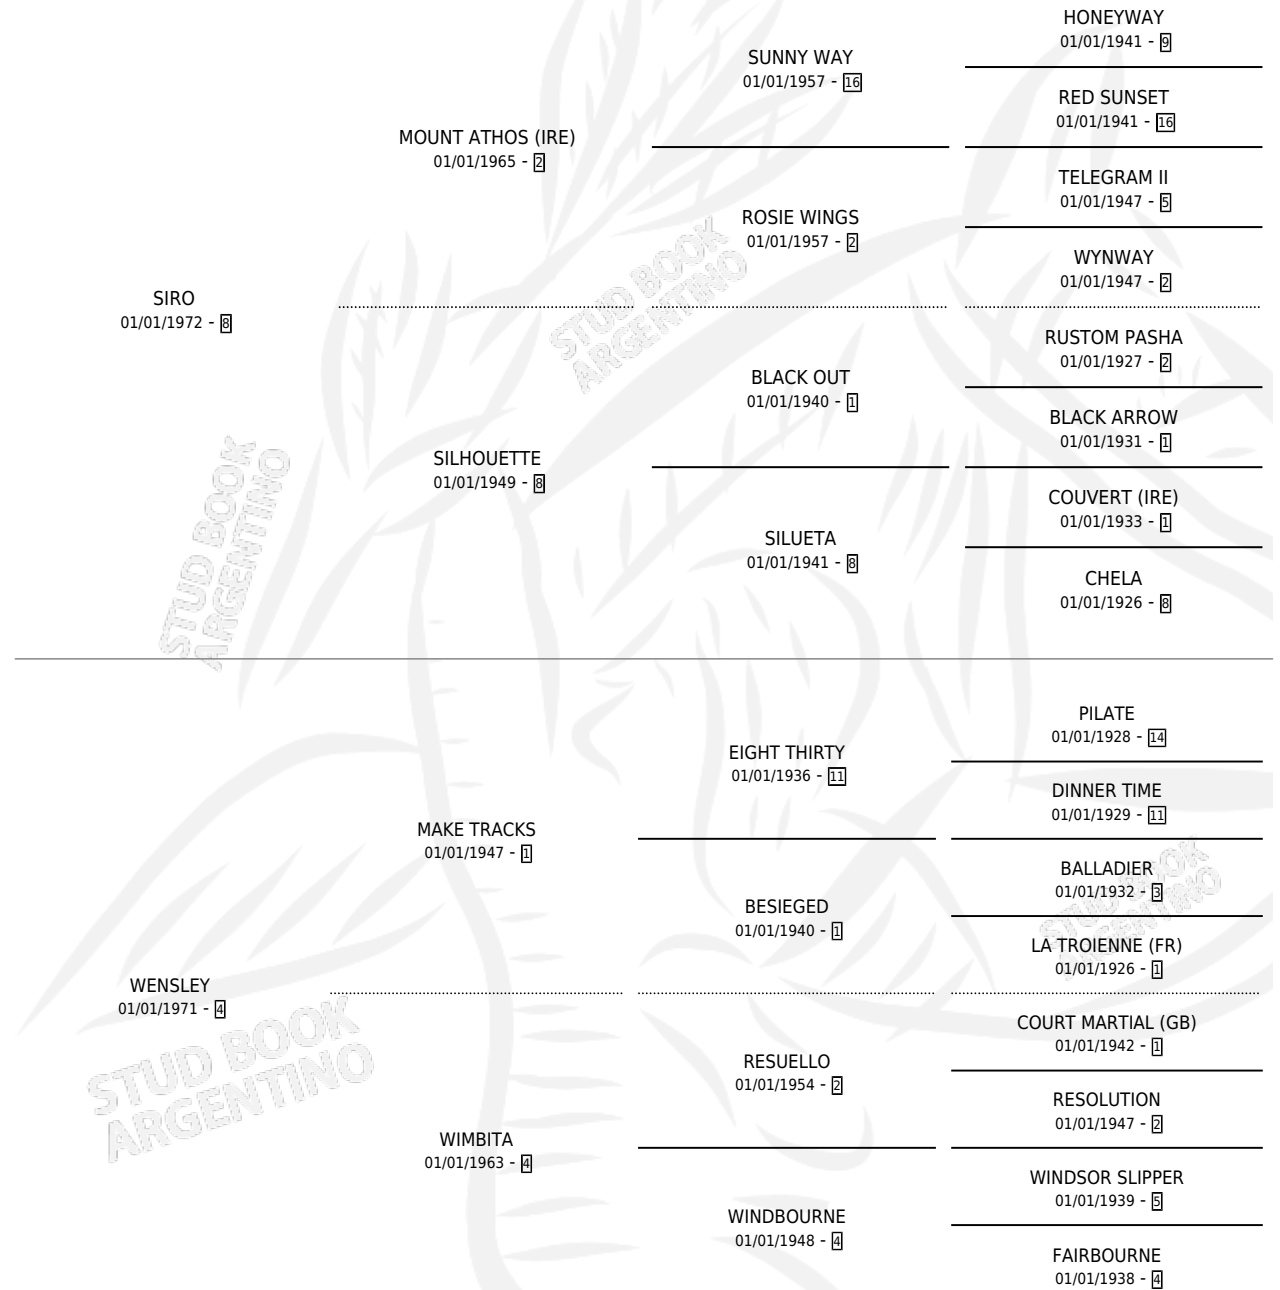 HONEYWAY
01/01/1941 - 9
SUNNY WAY
01/01/1957 - 16
RED SUNSET
01/01/1941 - 16
MOUNT ATHOS (IRE)
01/01/1965 - 2
TELEGRAM II
01/01/1947 - 5
ROSIE WINGS
01/01/1957 - 2
WYNWAY
01/01/1947 - 2
SIRO
01/01/1972 - 8
STUD BOOK
ARGENTINO
RUSTOM PASHA
01/01/1927 - 2
BLACK OUT
01/01/1940 - 1
BLACK ARROW
01/01/1931 - 1
SILHOUETTE
01/01/1949 - 8
COUVERT (IRE)
01/01/1933 - 1
SILUETA
01/01/1941 - 8
CHELA
01/01/1926 - 8
STUD BOOK
ARGENTINO
PILATE
01/01/1928 - 14
EIGHT THIRTY
01/01/1936 - 11
DINNER TIME
01/01/1929 - 11
MAKE TRACKS
01/01/1947 - 1
BALLADIER
01/01/1932 - 3
BESIEGED
01/01/1940 - 1
STUD BOOK
ARGENTINO
LA TROIENNE (FR)
01/01/1926 - 1
WENSLEY
01/01/1971 - 4
COURT MARTIAL (GB)
01/01/1942 - 1
RESUELLO
01/01/1954 - 2
STUD BOOK
ARGENTINO
RESOLUTION
01/01/1947 - 2
WIMBITA
01/01/1963 - 4
WINDSOR SLIPPER
01/01/1939 - 5
WINDBOURNE
01/01/1948 - 4
FAIRBOURNE
01/01/1938 - 4